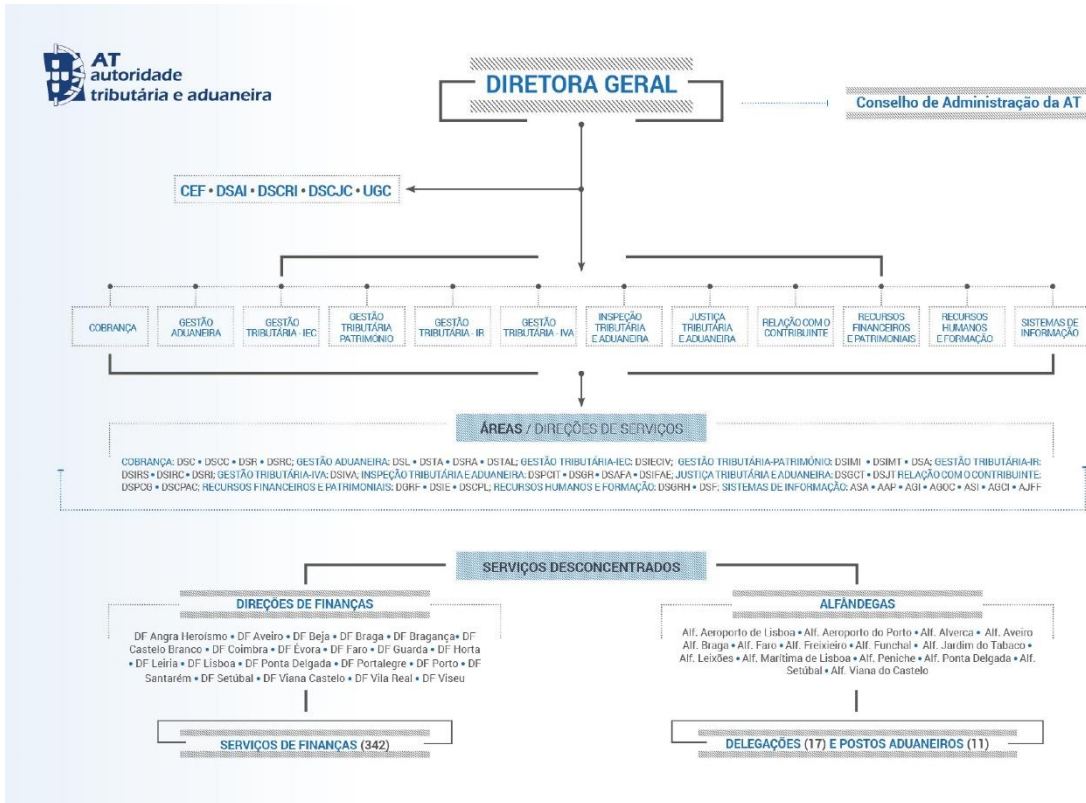 AT
autoridade
tributária e aduaneira
DIRETORA GERAL
Conselho de Administração da AT
CEF • DSAI • DSCRI • DSCJC • UGC
COBRANÇA
GESTÃO
ADUANEIRA
GESTÃO
TRIBUTÁRIA - IEC
GESTÃO
TRIBUTÁRIA
PATRIMÓNIO
GESTÃO
TRIBUTÁRIA - IR
GESTÃO
TRIBUTÁRIA - IVA
INSPEÇÃO
TRIBUTÁRIA
E ADUANEIRA
JUSTIÇA
TRIBUTÁRIA
E ADUANEIRA
RELAÇÃO COM O
CONTRIBUINTE
RECURSOS
FINANCEIROS
E PATRIMONIAIS
RECURSOS
HUMANOS
E FORMAÇÃO
SISTEMAS DE
INFORMAÇÃO
ÁREAS / DIREÇÕES DE SERVIÇOS
COBRANÇA: DSC • DSCC • DSR • DSRC; GESTÃO ADUANEIRA: DSL • DSTA • DSRA • DSTAL; GESTÃO TRIBUTÁRIA-IEC: DSIECIV; GESTÃO TRIBUTÁRIA-PATRIMÓNIO: DSIMI • DSIMT • DSA; GESTÃO TRIBUTÁRIA-IR:
DSIRS • DSIRC • DSRI; GESTÃO TRIBUTÁRIA-IVA: DSIVA; INSPEÇÃO TRIBUTÁRIA E ADUANEIRA: DSPCIT • DSGR • DSAFA • DSIFAE; JUSTIÇA TRIBUTÁRIA E ADUANEIRA: DSGCT • DSJT RELAÇÃO COM O CONTRIBUINTE:
DSPCG • DSCPAC; RECURSOS FINANCEIROS E PATRIMONIAIS: DGRF • DSIE • DSCPL; RECURSOS HUMANOS E FORMAÇÃO: DSGRH • DSF; SISTEMAS DE INFORMAÇÃO: ASA • AAP • AGI • AGOC • ASI • AGCI • AJFF
SERVIÇOS DESCONCENTRADOS
DIREÇÕES DE FINANÇAS
DF Angra Heroísmo • DF Aveiro • DF Beja • DF Braga • DF Bragança• DF
Castelo Branco • DF Coimbra • DF Évora • DF Faro • DF Guarda • DF Horta
• DF Leiria • DF Lisboa • DF Ponta Delgada • DF Portalegre • DF Porto • DF
Santarém • DF Setúbal • DF Viana Castelo • DF Vila Real • DF Viseu
SERVIÇOS DE FINANÇAS (342)
ALFÂNDEGAS
Alf. Aeroporto de Lisboa • Alf. Aeroporto do Porto • Alf. Alverca • Alf. Aveiro
• Alf. Braga • Alf. Faro • Alf. Freixieiro • Alf. Funchal • Alf. Jardim do Tabaco •
Alf. Leixões • Alf. Marítima de Lisboa • Alf. Peniche • Alf. Ponta Delgada • Alf.
Setúbal • Alf. Viana do Castelo
DELEGAÇÕES (17) E POSTOS ADUANEIROS (11)